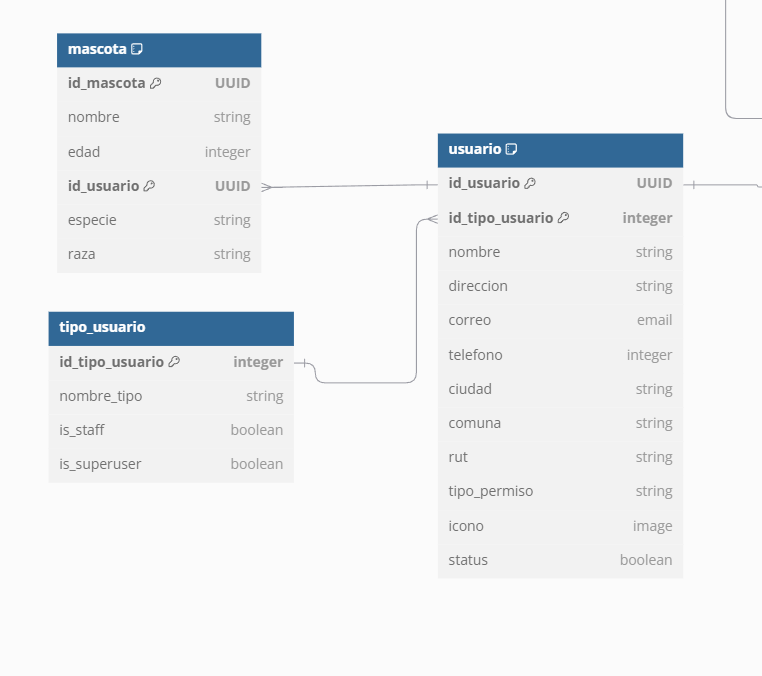 mascota
id_mascota UUID
nombre string
edad integer
id_usuario UUID
especie string
raza string
tipo_usuario
id_tipo_usuario integer
nombre_tipo string
is_staff boolean
is_superuser boolean
usuario
id_usuario UUID
id_tipo_usuario integer
nombre string
direccion string
correo email
telefono integer
ciudad string
comuna string
rut string
tipo_permiso string
icono image
status boolean